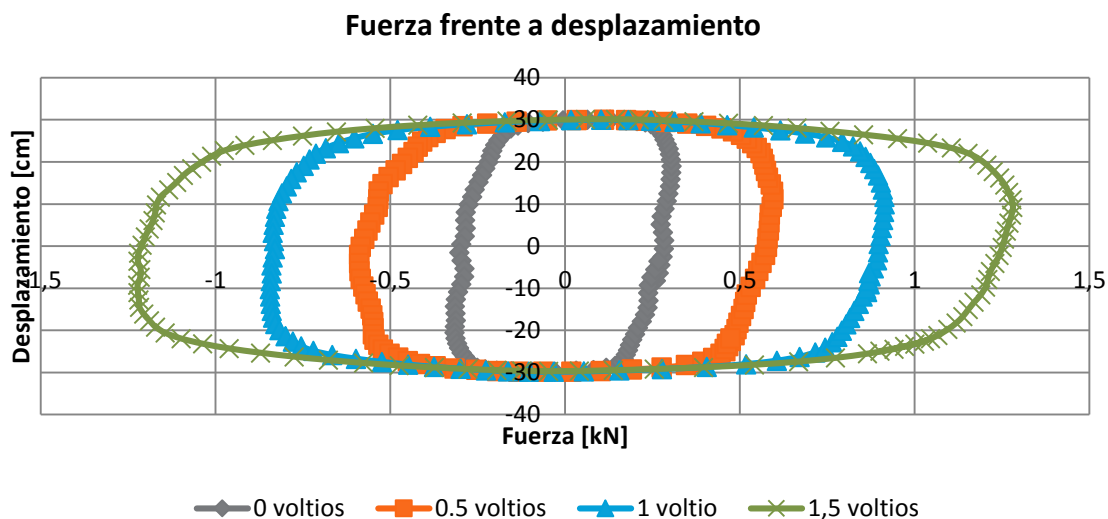 Fuerza frente a desplazamiento
Desplazamiento [cm]
40
30
20
10
0
-10
-20
-30
-40
-1,5 -1 -0,5 0 0,5 1 1,5
Fuerza [kN]
0 voltios 0.5 voltios 1 voltio 1,5 voltios